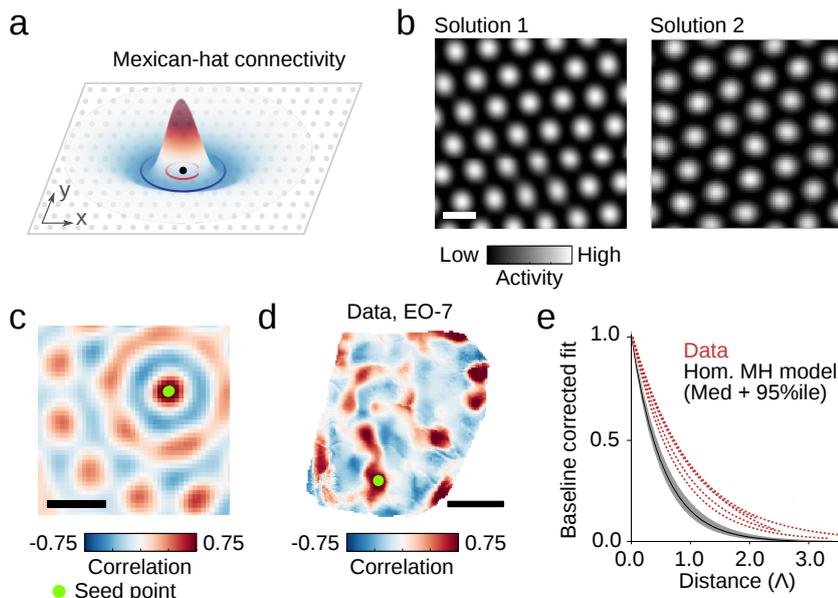 a
Mexican-hat connectivity
y
x
b
Solution 1
Solution 2
Low
High
Activity
c
-0.75
0.75
Correlation
Seed point
d
Data, EO-7
-0.75
0.75
Correlation
e
Baseline corrected fit
1.0
0.5
0.0
Data
Hom. MH model
(Med + 95%ile)
0.0
1.0
2.0
3.0
Distance (Λ)